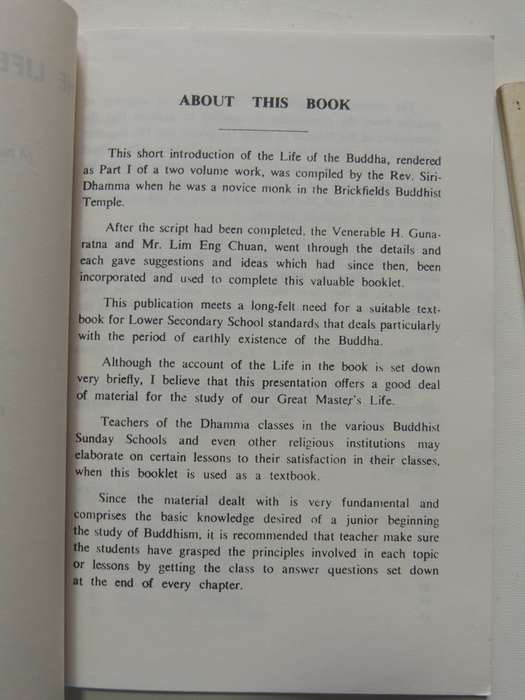 ABOUT THIS BOOK
This short introduction of the Life of the Buddha, rendered
as Part I of a two volume work, was compiled by the Rev. Siri-
Dhamma when he was a novice monk in the Brickfields Buddhist
Temple.
After the script had been completed, the Venerable H. Guna-
ratna and Mr. Lim Eng Chuan, went through the details and
each gave suggestions and ideas which had since then, been
incorporated and used to complete this valuable booklet.
This publication meets a long-felt need for a suitable text-
book for Lower Secondary School standards that deals particularly
with the period of earthly existence of the Buddha.
Although the account of the Life in the book is set down
very briefly, I believe that this presentation offers a good deal
of material for the study of our Great Master's Life.
Teachers of the Dhamma classes in the various Buddhist
Sunday Schools and even other religious institutions may
elaborate on certain lessons to their satisfaction in their classes,
when this booklet is used as a textbook.
Since the material dealt with is very fundamental and
comprises the basic knowledge desired of a junior beginning
the study of Buddhism, it is recommended that teacher make sure
the students have grasped the principles involved in each topic
or lessons by getting the class to answer questions set down
at the end of every chapter.